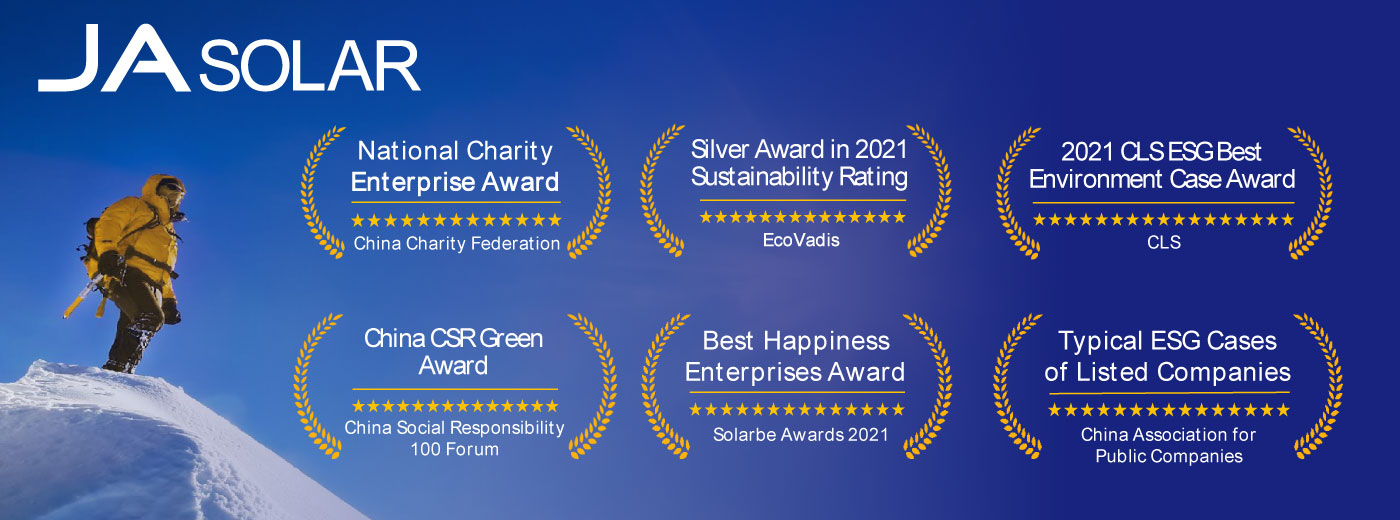 JA SOLAR
National Charity
Enterprise Award
China Charity Federation
Silver Award in 2021
Sustainability Rating
EcoVadis
2021 CLS ESG Best
Environment Case Award
CLS
China CSR Green
Award
China Social Responsibility
100 Forum
Best Happiness
Enterprises Award
Solarbe Awards 2021
Typical ESG Cases
of Listed Companies
China Association for
Public Companies